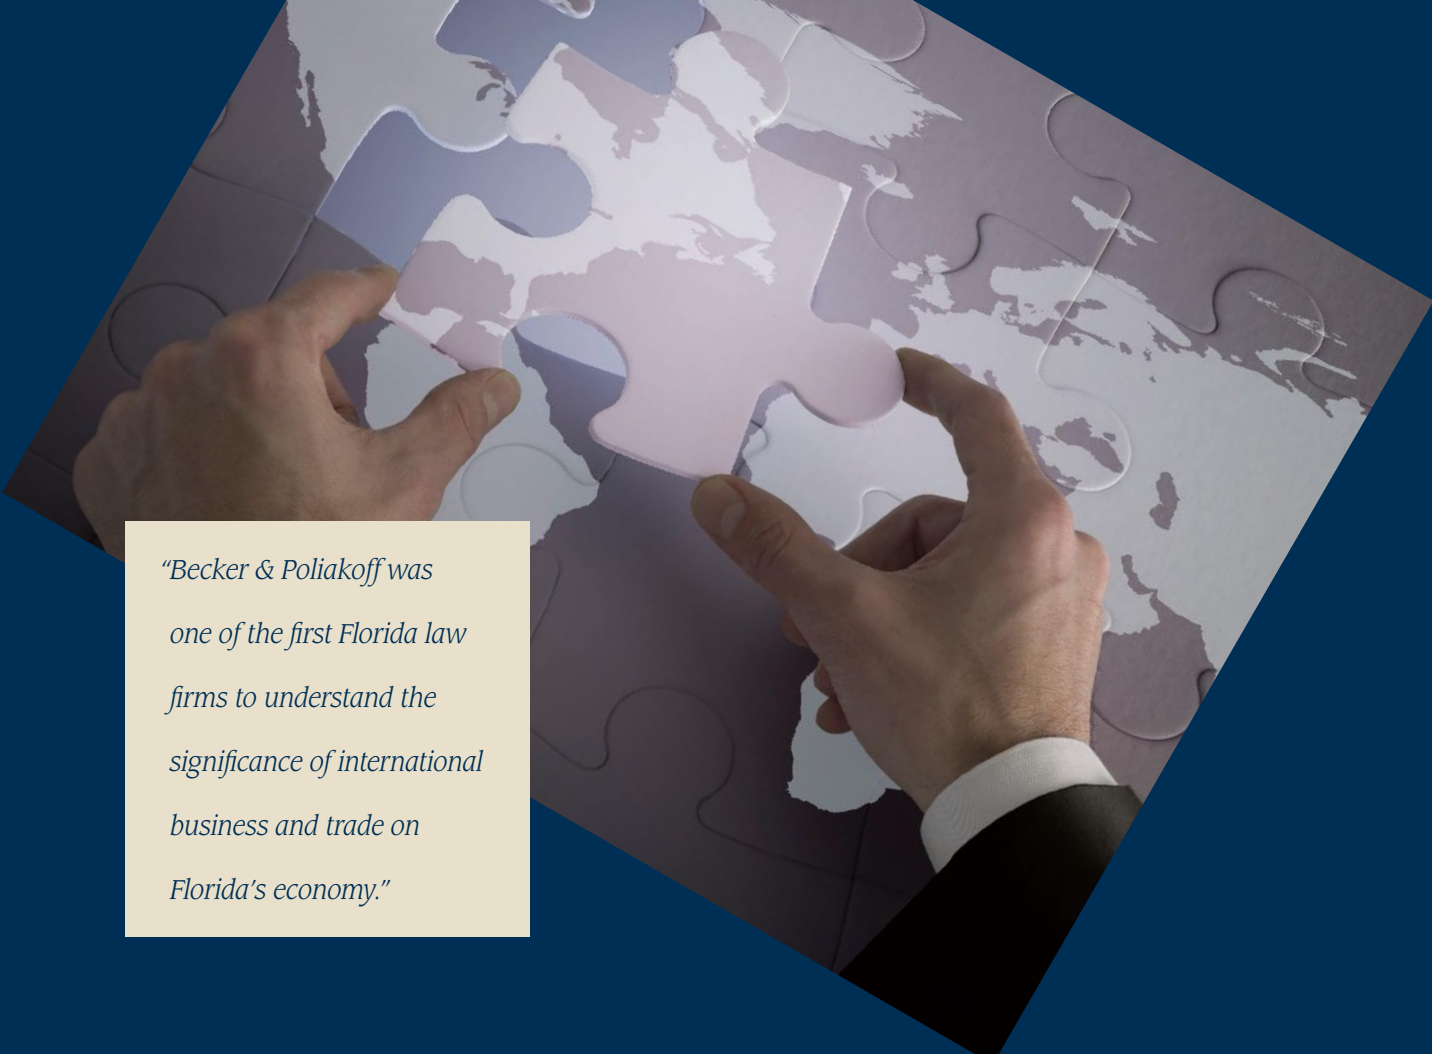 “Becker & Poliakoff was
one of the first Florida law
firms to understand the
significance of international
business and trade on
Florida’s economy.”